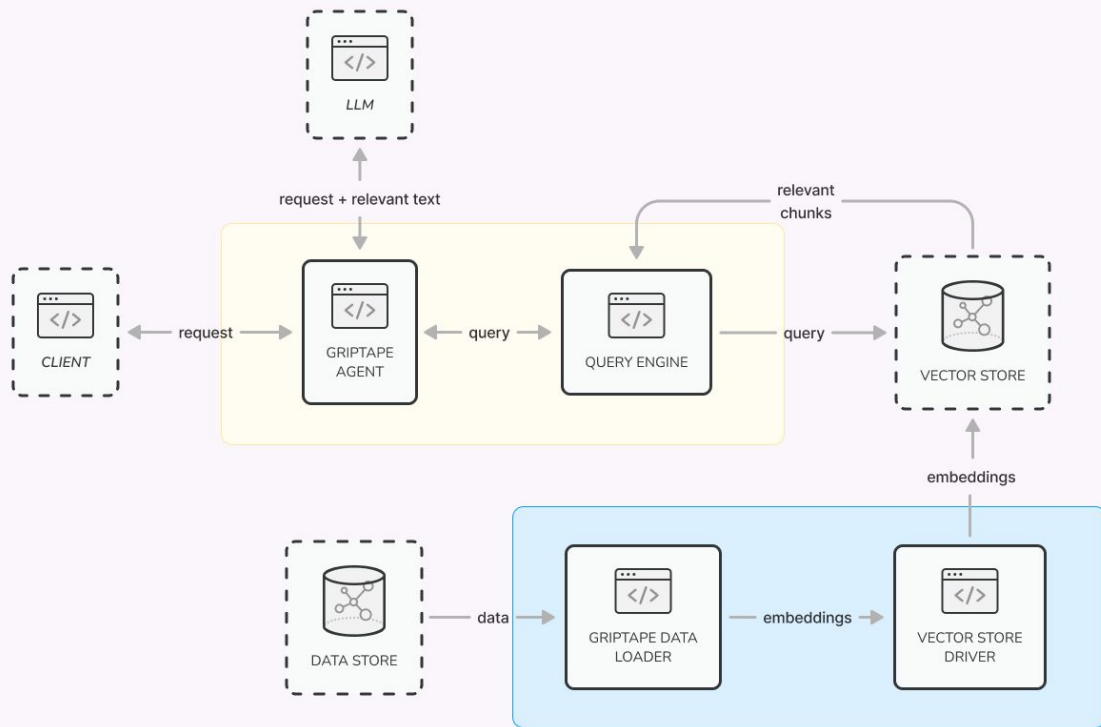 </>
LLM
request + relevant text
relevant
chunks
</>
CLIENT
request
</>
GRIPTAPE
AGENT
query
</>
QUERY ENGINE
query
VECTOR STORE
embeddings
DATA STORE
data
</>
GRIPTAPE DATA
LOADER
embeddings
</>
VECTOR STORE
DRIVER